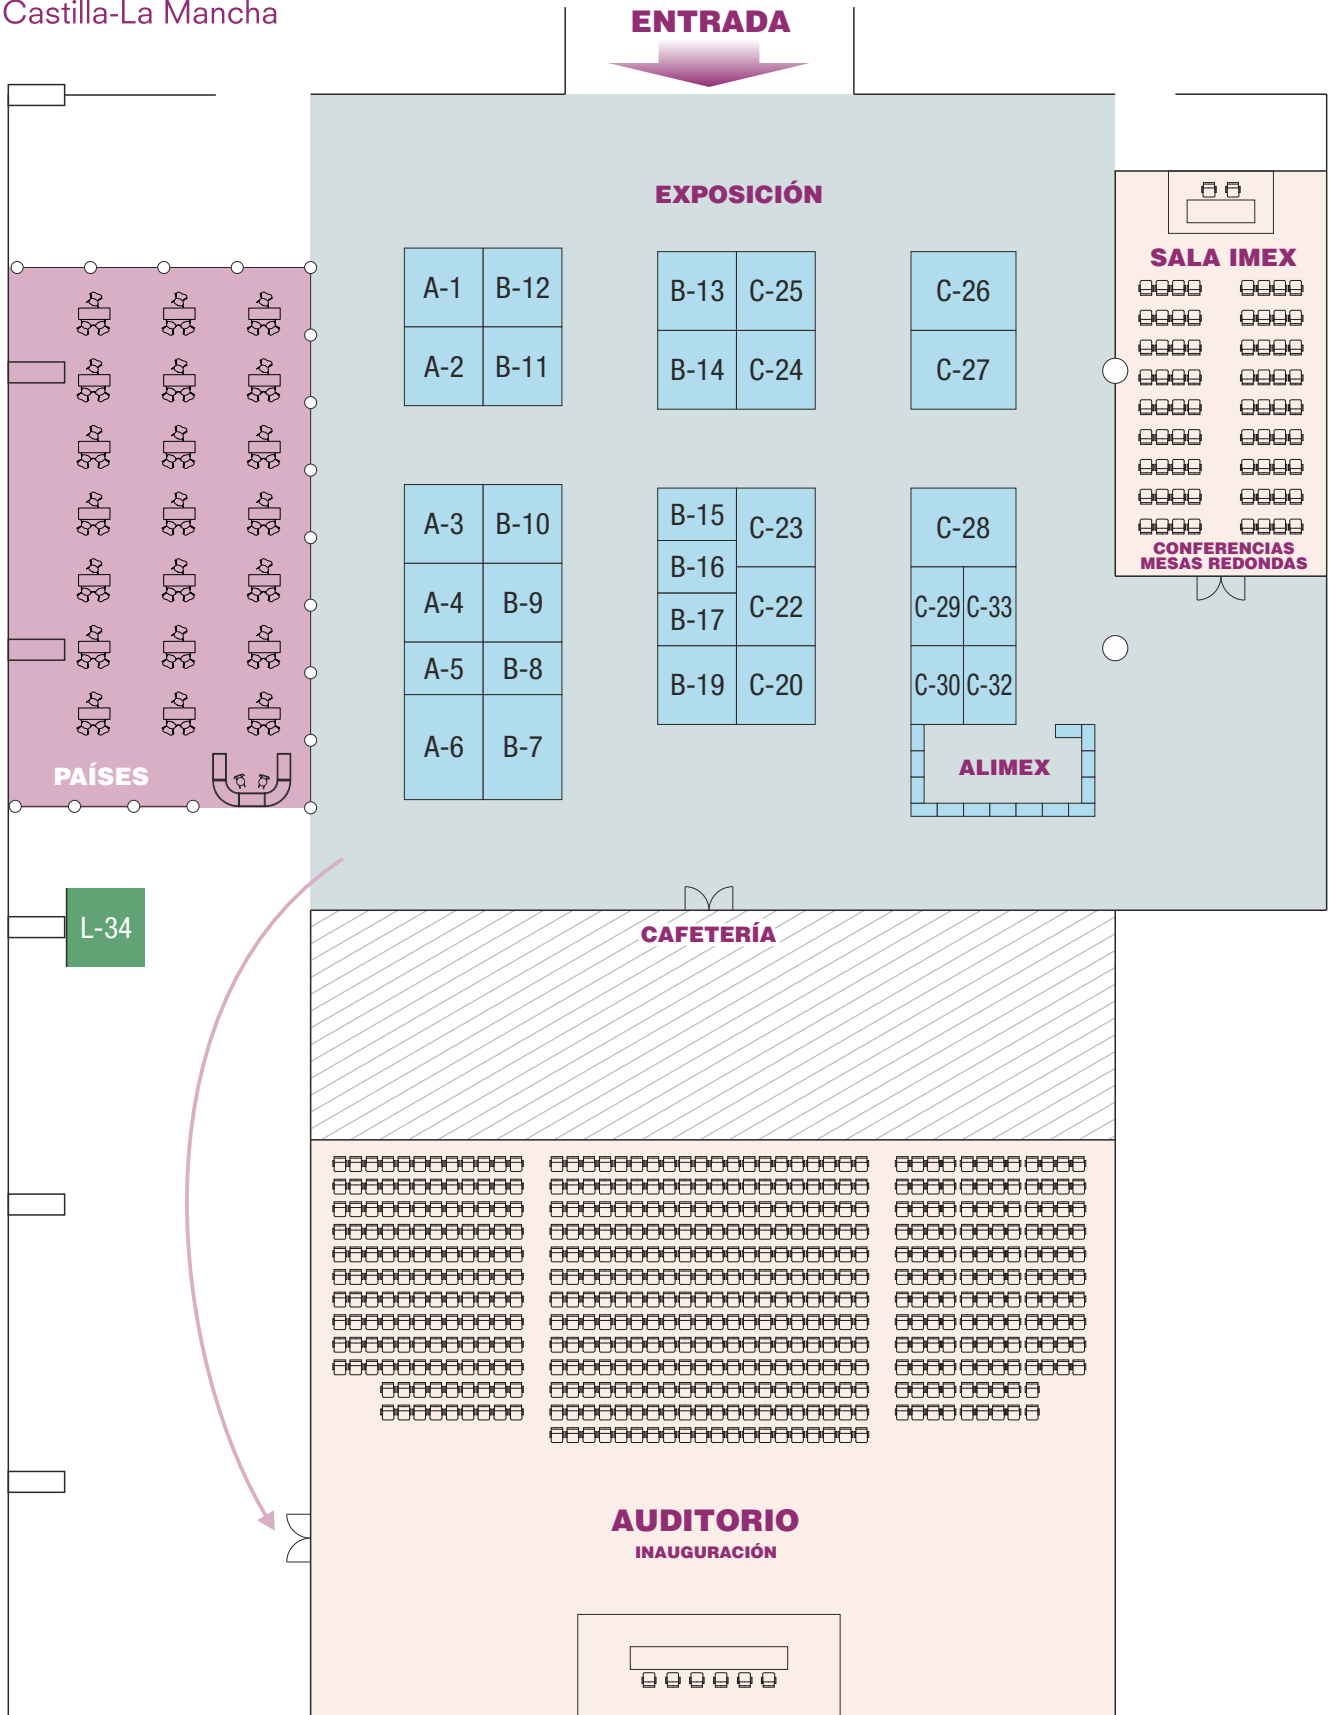 Castilla-La Mancha
ENTRADA
EXPOSICIÓN
A-1 B-12
A-2 B-11
B-13 C-25
B-14 C-24
C-26
C-27
SALA IMEX
CONFERENCIAS
MESAS REDONDAS
A-3 B-10
A-4 B-9
A-5 B-8
A-6 B-7
B-15
B-16
B-17
B-19
C-23
C-22
C-20
C-28
C-29 C-33
C-30 C-32
ALIMEX
PAÍSES
L-34
CAFETERÍA
AUDITORIO
INAUGURACIÓN